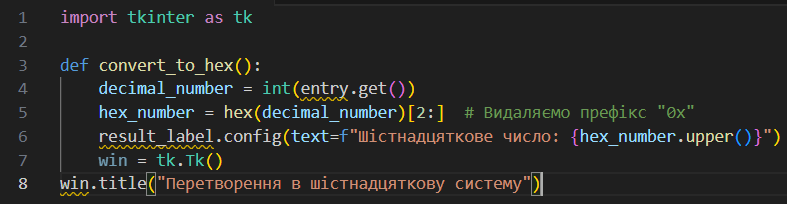 1 import tkinter as tk
2
3 def convert_to_hex():
4     decimal_number = int(entry.get())
5     hex_number = hex(decimal_number)[2:]  # Видаляємо префікс "0x"
6     result_label.config(text=f"Шістнадцяткове число: {hex_number.upper()}")
7     win = tk.Tk()
8 win.title("Перетворення в шістнадцяткову систему")